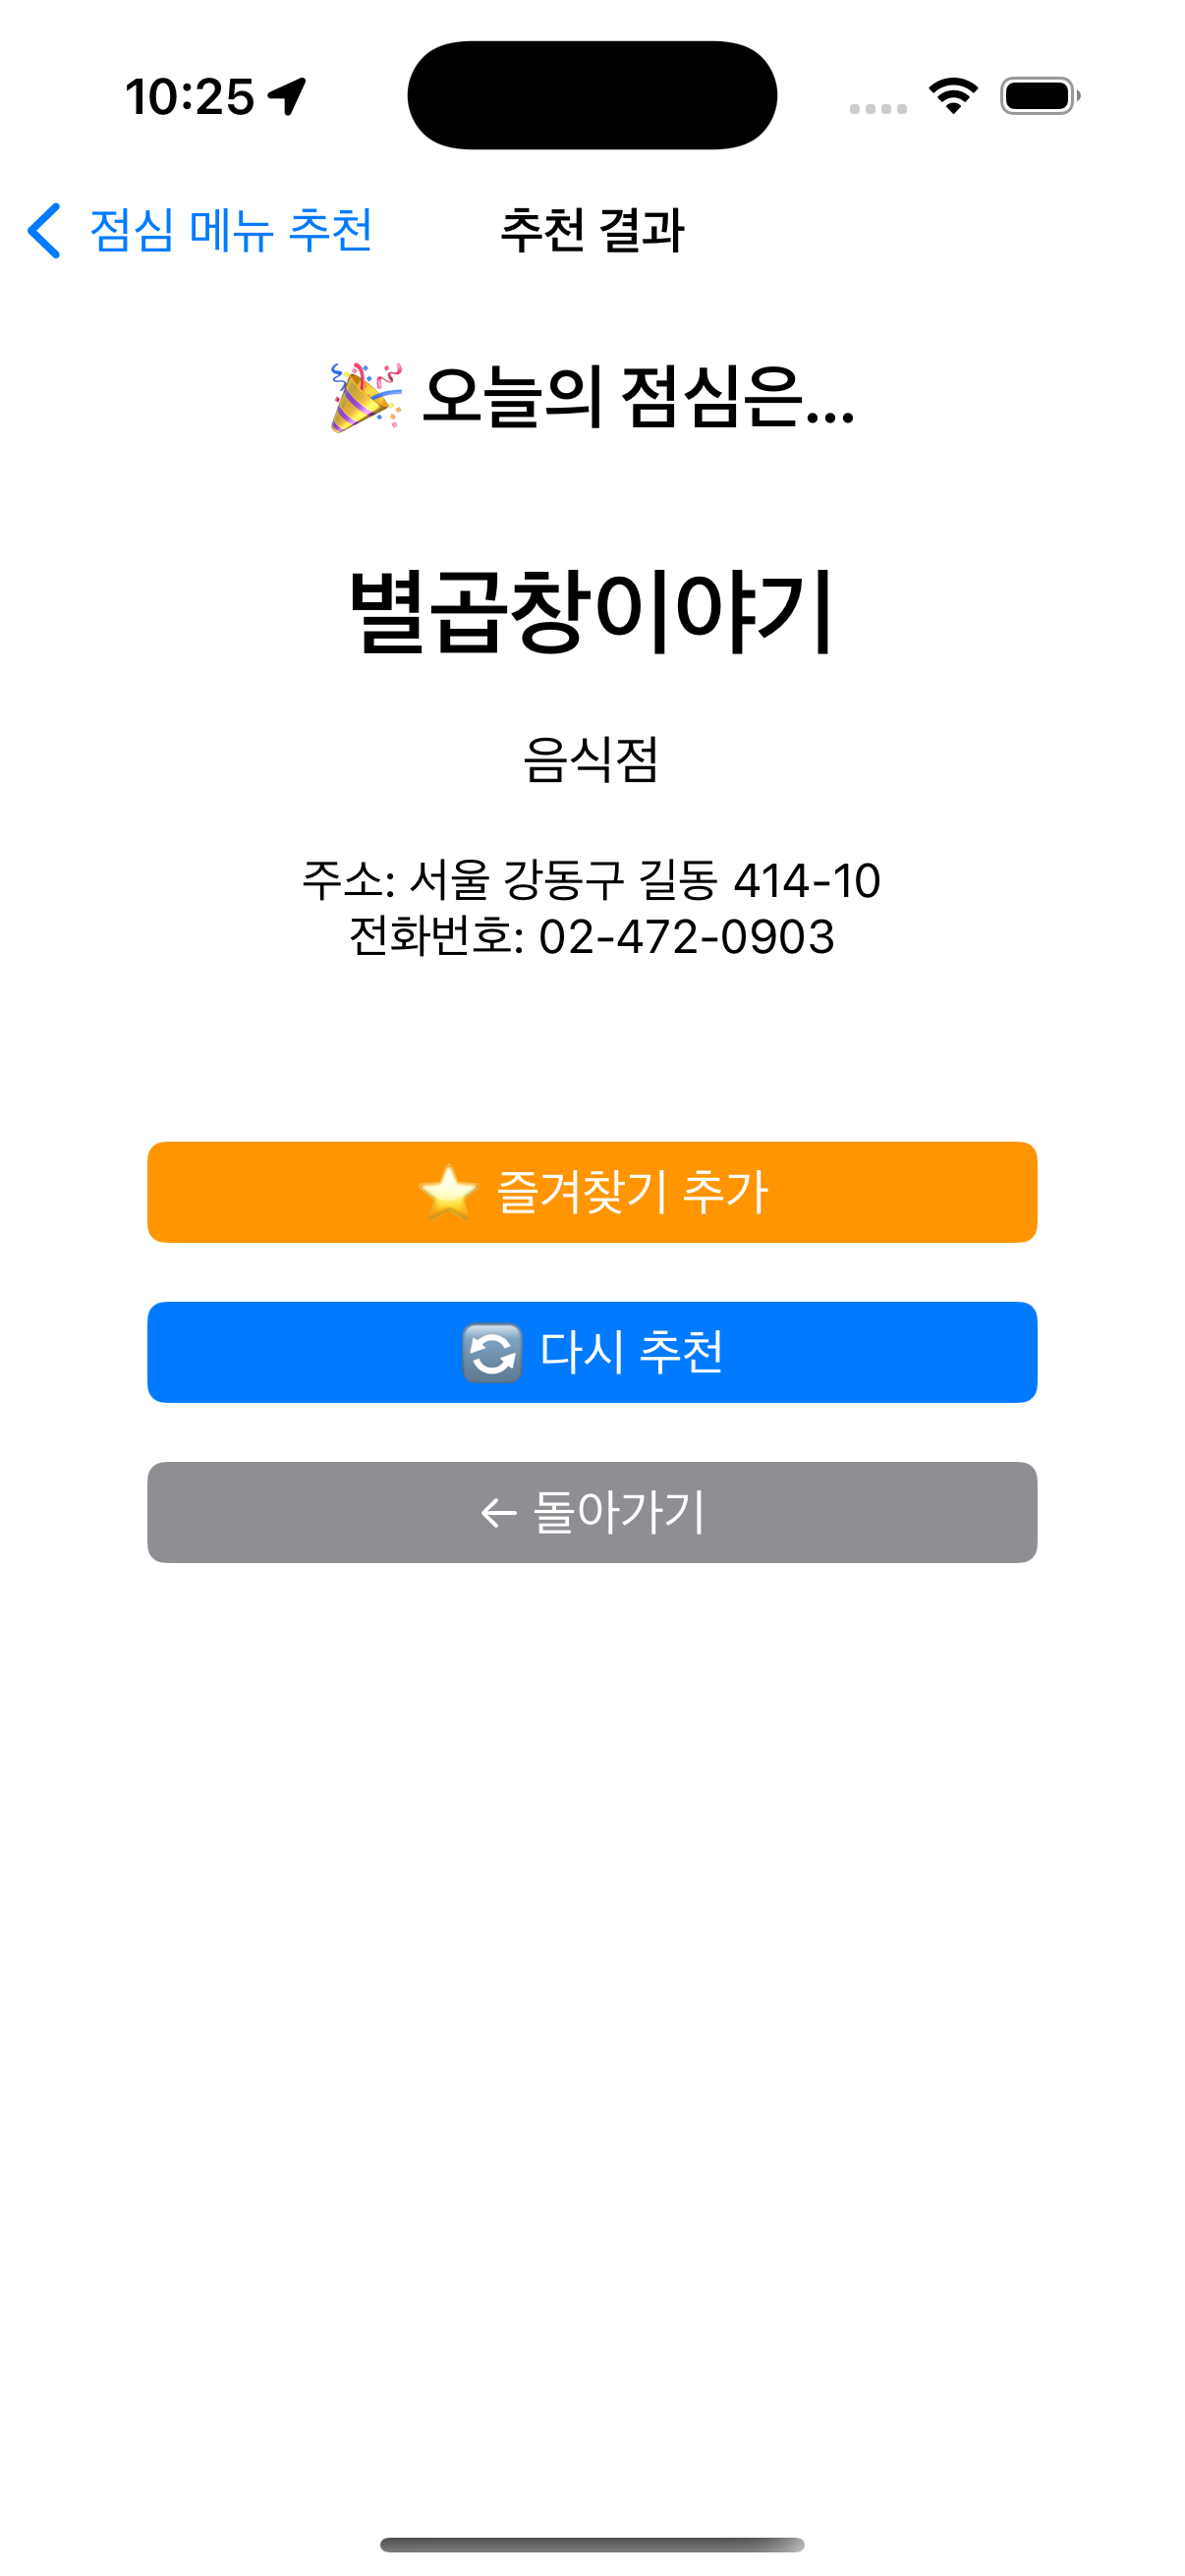 10:25
점심 메뉴 추천 추천 결과
🎉 오늘의 점심은...
별곱창이야기
음식점
주소: 서울 강동구 길동 414-10
전화번호: 02-472-0903
⭐ 즐겨찾기 추가
🔄 다시 추천
← 돌아가기